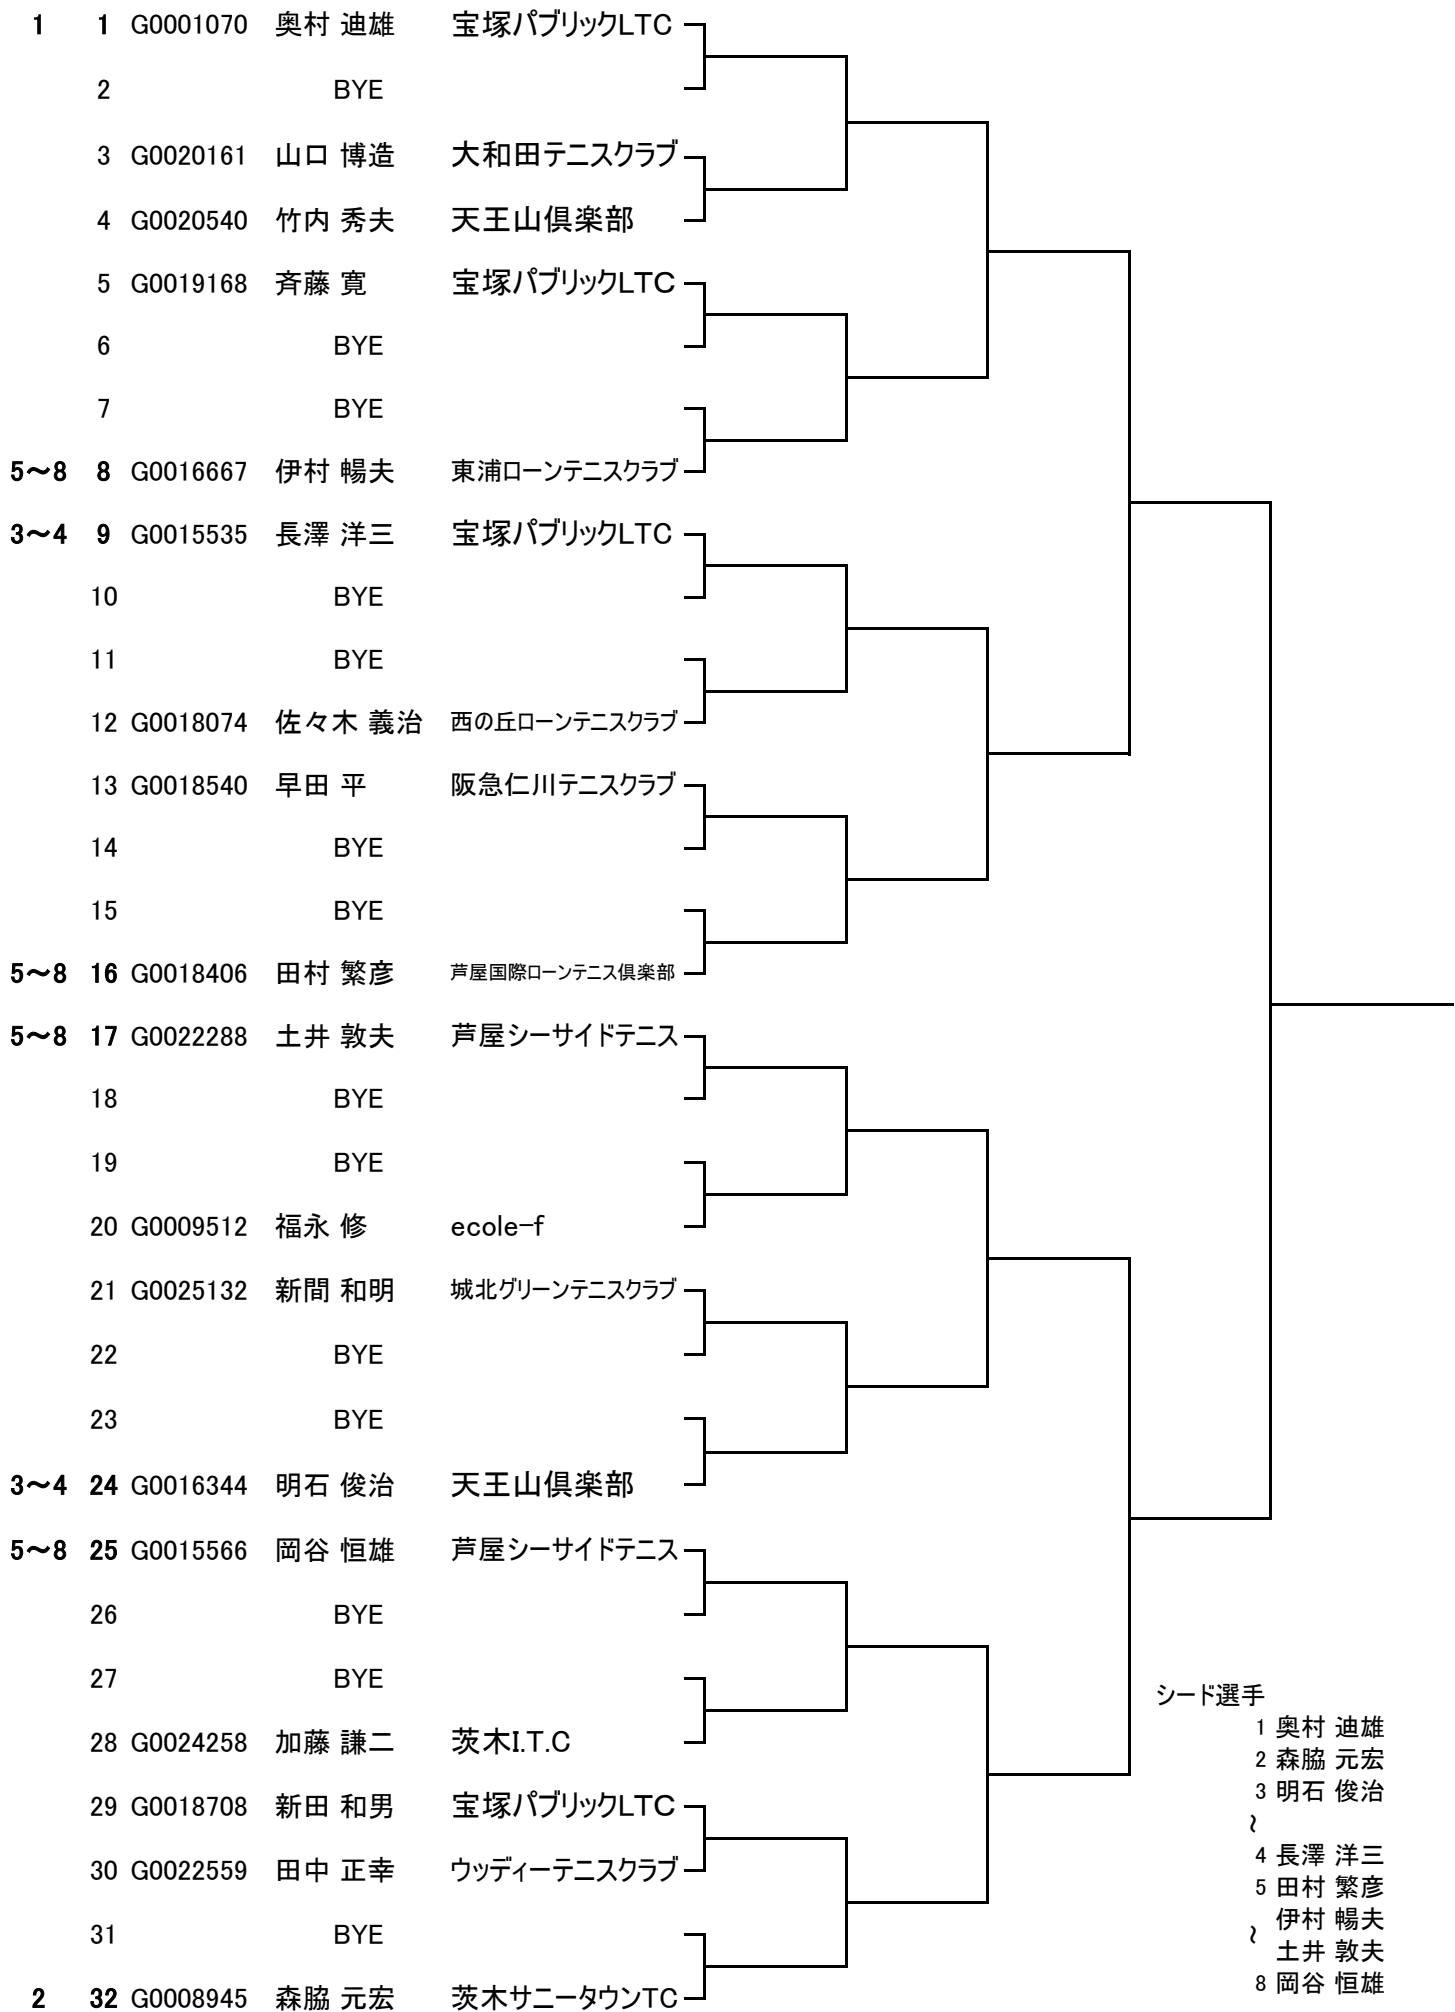 1 1 G0001070 奥村 迪雄 宝塚パブリックLTC
2 BYE
3 G0020161 山口 博造 大和田テニスクラブ
4 G0020540 竹内 秀夫 天王山倶楽部
5 G0019168 斉藤 寛 宝塚パブリックLTC
6 BYE
7 BYE
5～8 8 G0016667 伊村 暢夫 東浦ローンテニスクラブ
3～4 9 G0015535 長澤 洋三 宝塚パブリックLTC
10 BYE
11 BYE
12 G0018074 佐々木 義治 西の丘ローンテニスクラブ
13 G0018540 早田 平 阪急仁川テニスクラブ
14 BYE
15 BYE
5～8 16 G0018406 田村 繁彦 芦屋国際ローンテニス倶楽部
5～8 17 G0022288 土井 敦夫 芦屋シーサイドテニス
18 BYE
19 BYE
20 G0009512 福永 修 ecole-f
21 G0025132 新間 和明 城北グリーンテニスクラブ
22 BYE
23 BYE
3～4 24 G0016344 明石 俊治 天王山倶楽部
5～8 25 G0015566 岡谷 恒雄 芦屋シーサイドテニス
26 BYE
27 BYE
28 G0024258 加藤 謙二 茨木I.T.C
29 G0018708 新田 和男 宝塚パブリックLTC
30 G0022559 田中 正幸 ウッディーテニスクラブ
31 BYE
2 32 G0008945 森脇 元宏 茨木サニータウンTC
シード選手
1 奥村 迪雄
2 森脇 元宏
3 明石 俊治
～
4 長澤 洋三
5 田村 繁彦
～ 伊村 暢夫
土井 敦夫
8 岡谷 恒雄